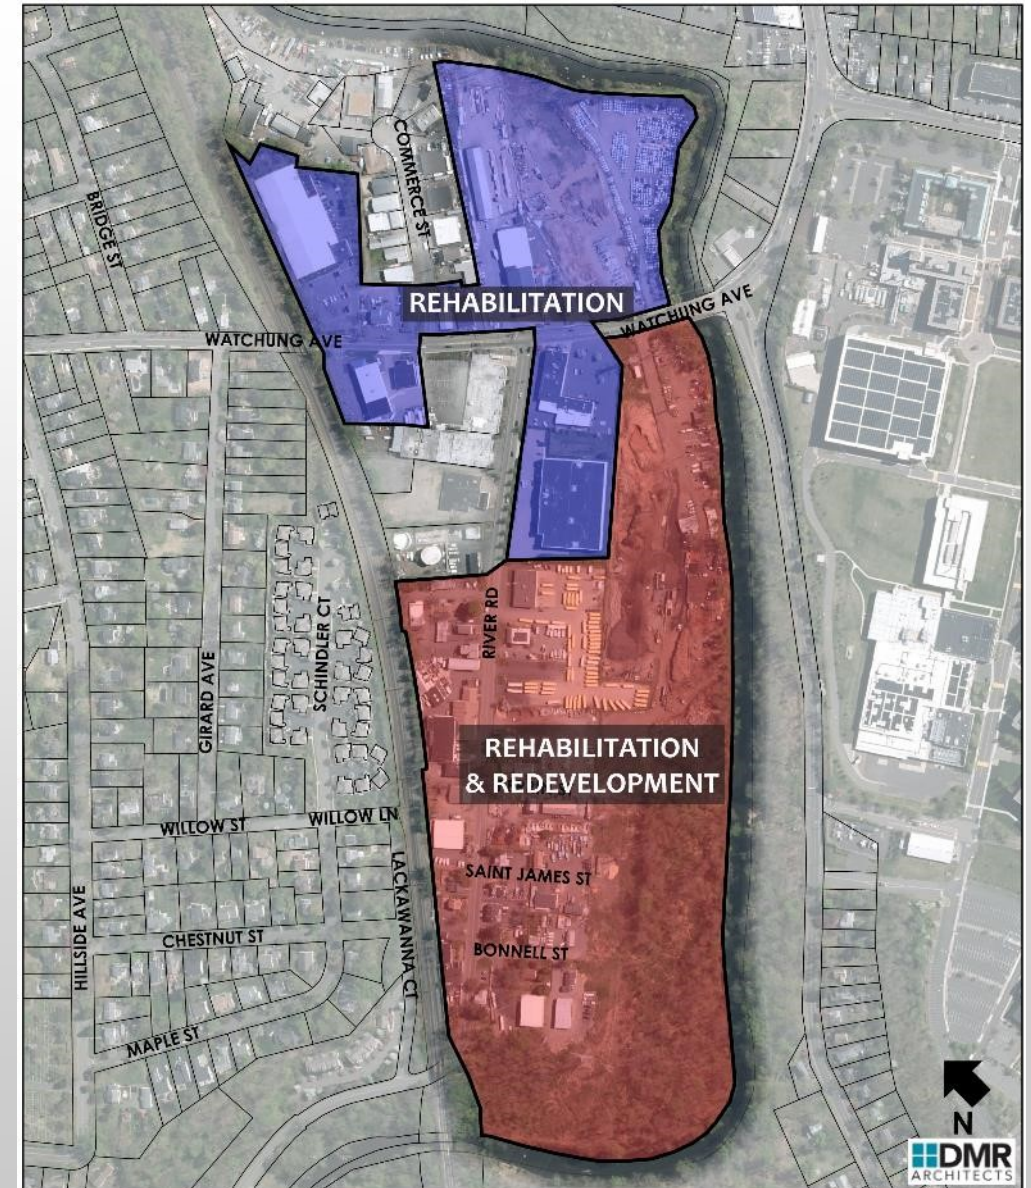 COMMERCE ST
BRIDGE ST
REHABILITATION
WATCHUNG AVE
WATCHUNG AVE
RIVER RD
SCHINDLER CT
GIRARD AVE
REHABILITATION
& REDEVELOPMENT
WILLOW ST
WILLOW LN
SAINT JAMES ST
LACKAWANNA CT
HILLSIDE AVE
CHESTNUT ST
BONNELL ST
MAPLE ST
N
DMR
ARCHITECTS